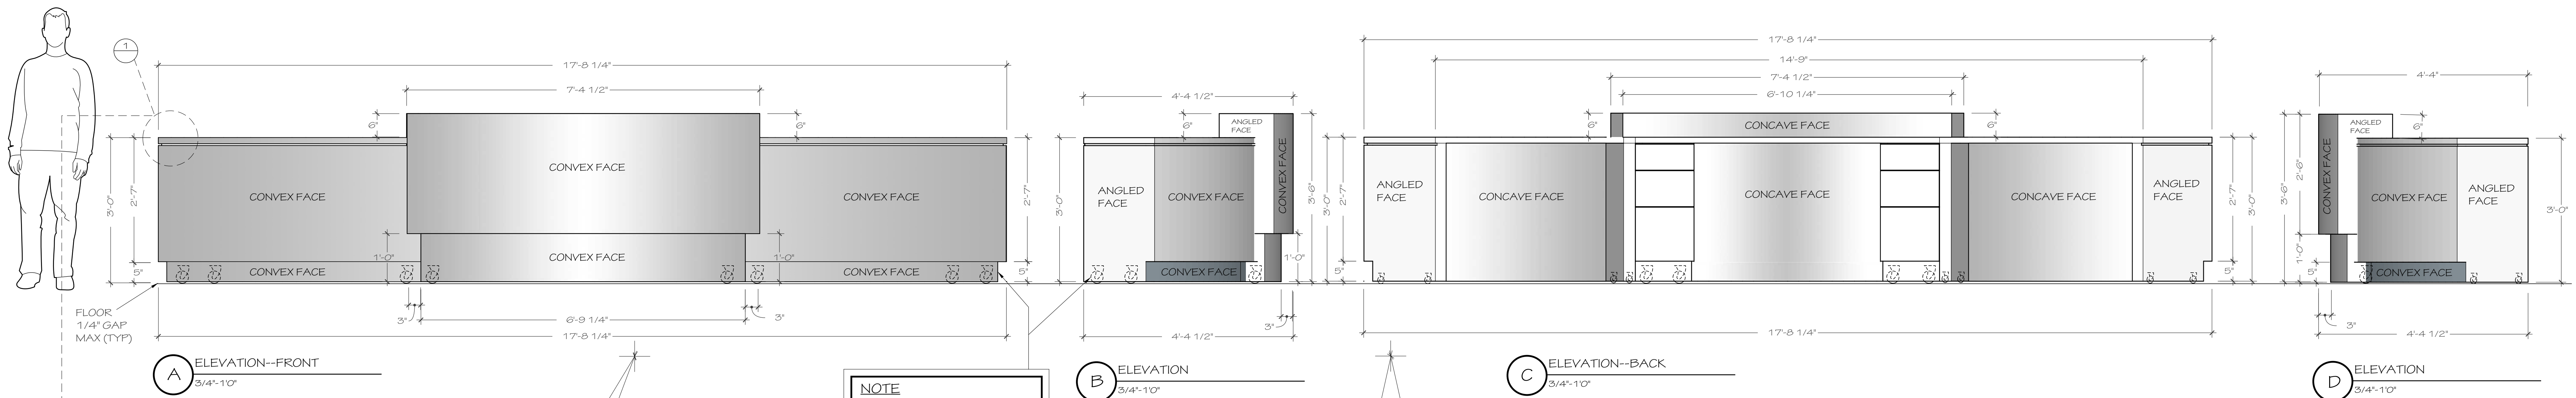 1
17'-8 1/4"
7'-4 1/2"
6"
6"
CONVEX FACE
CONVEX FACE
CONVEX FACE
3'-0"
2'-7"
2'-7"
5"
CONVEX FACE
1'-0"
CONVEX FACE
1'-0"
CONVEX FACE
5"
FLOOR
1/4" GAP
MAX (TYP)
3"
6'-9 1/4"
3"
17'-8 1/4"
A
ELEVATION--FRONT
3/4"-1'0"
NOTE
4'-4 1/2"
6"
ANGLED
FACE
3'-0"
ANGLED
FACE
CONVEX FACE
CONVEX FACE
3'-6"
CONVEX FACE
1'-0"
3"
4'-4 1/2"
B
ELEVATION
3/4"-1'0"
17'-8 1/4"
14'-9"
7'-4 1/2"
6'-10 1/4"
6"
CONCAVE FACE
6"
3'-0"
2'-7"
ANGLED
FACE
CONCAVE FACE
CONCAVE FACE
CONCAVE FACE
ANGLED
FACE
2'-7"
3'-0"
5"
5"
17'-8 1/4"
C
ELEVATION--BACK
3/4"-1'0"
4'-4"
ANGLED
FACE
6"
3'-6"
2'-6"
CONVEX FACE
CONVEX FACE
ANGLED
FACE
3'-0"
1'-0"
5"
CONVEX FACE
3"
4'-4 1/2"
D
ELEVATION
3/4"-1'0"